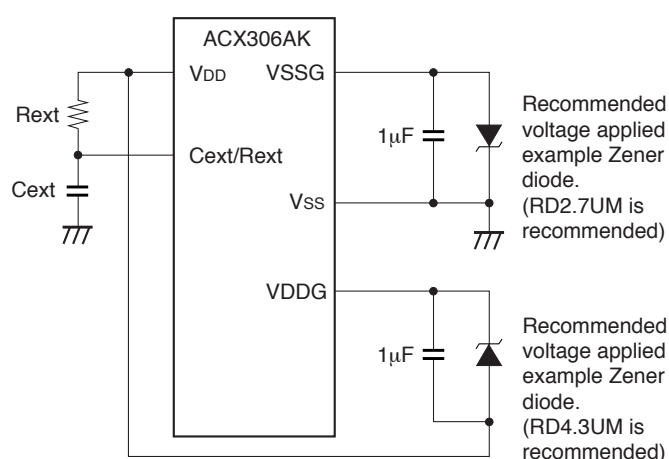 ACX306AK
VDD
VSSG
Rext
1μF
Recommended
voltage applied
example Zener
diode.
(RD2.7UM is
recommended)
Cext/Rext
Cext
VSS
VDDG
1μF
Recommended
voltage applied
example Zener
diode.
(RD4.3UM is
recommended)